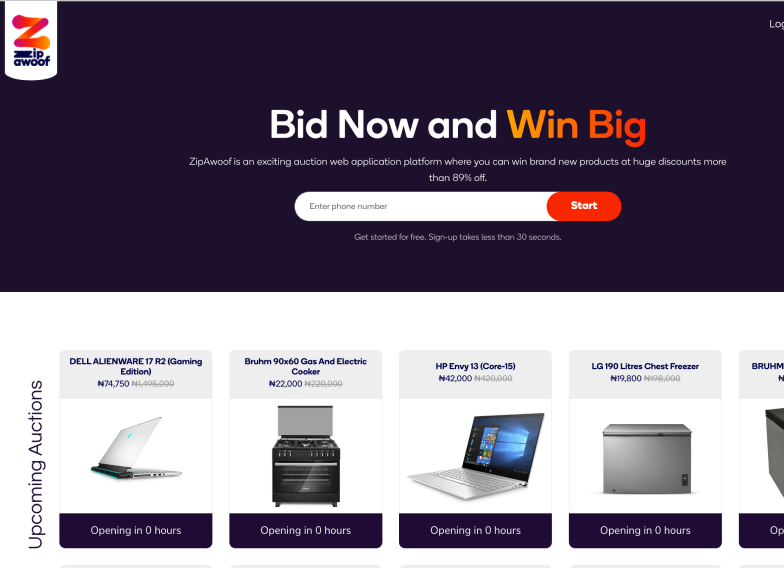 Zip
awoof
Bid Now and Win Big
ZipAwoof is an exciting auction web application platform where you can win brand new products at huge discounts more
than 89% off.
Enter phone number
Start
Get started for free. Sign-up takes less than 30 seconds.
Upcoming Auctions
DELL ALIENWARE 17 R2 (Gaming
Edition)
₦74,750 ₦1,495,000
Opening in 0 hours
Bruhm 90x60 Gas And Electric
Cooker
₦22,000 ₦220,000
Opening in 0 hours
HP Envy 13 (Core-15)
₦42,000 ₦420,000
Opening in 0 hours
LG 190 Litres Chest Freezer
₦19,800 ₦198,000
Opening in 0 hours